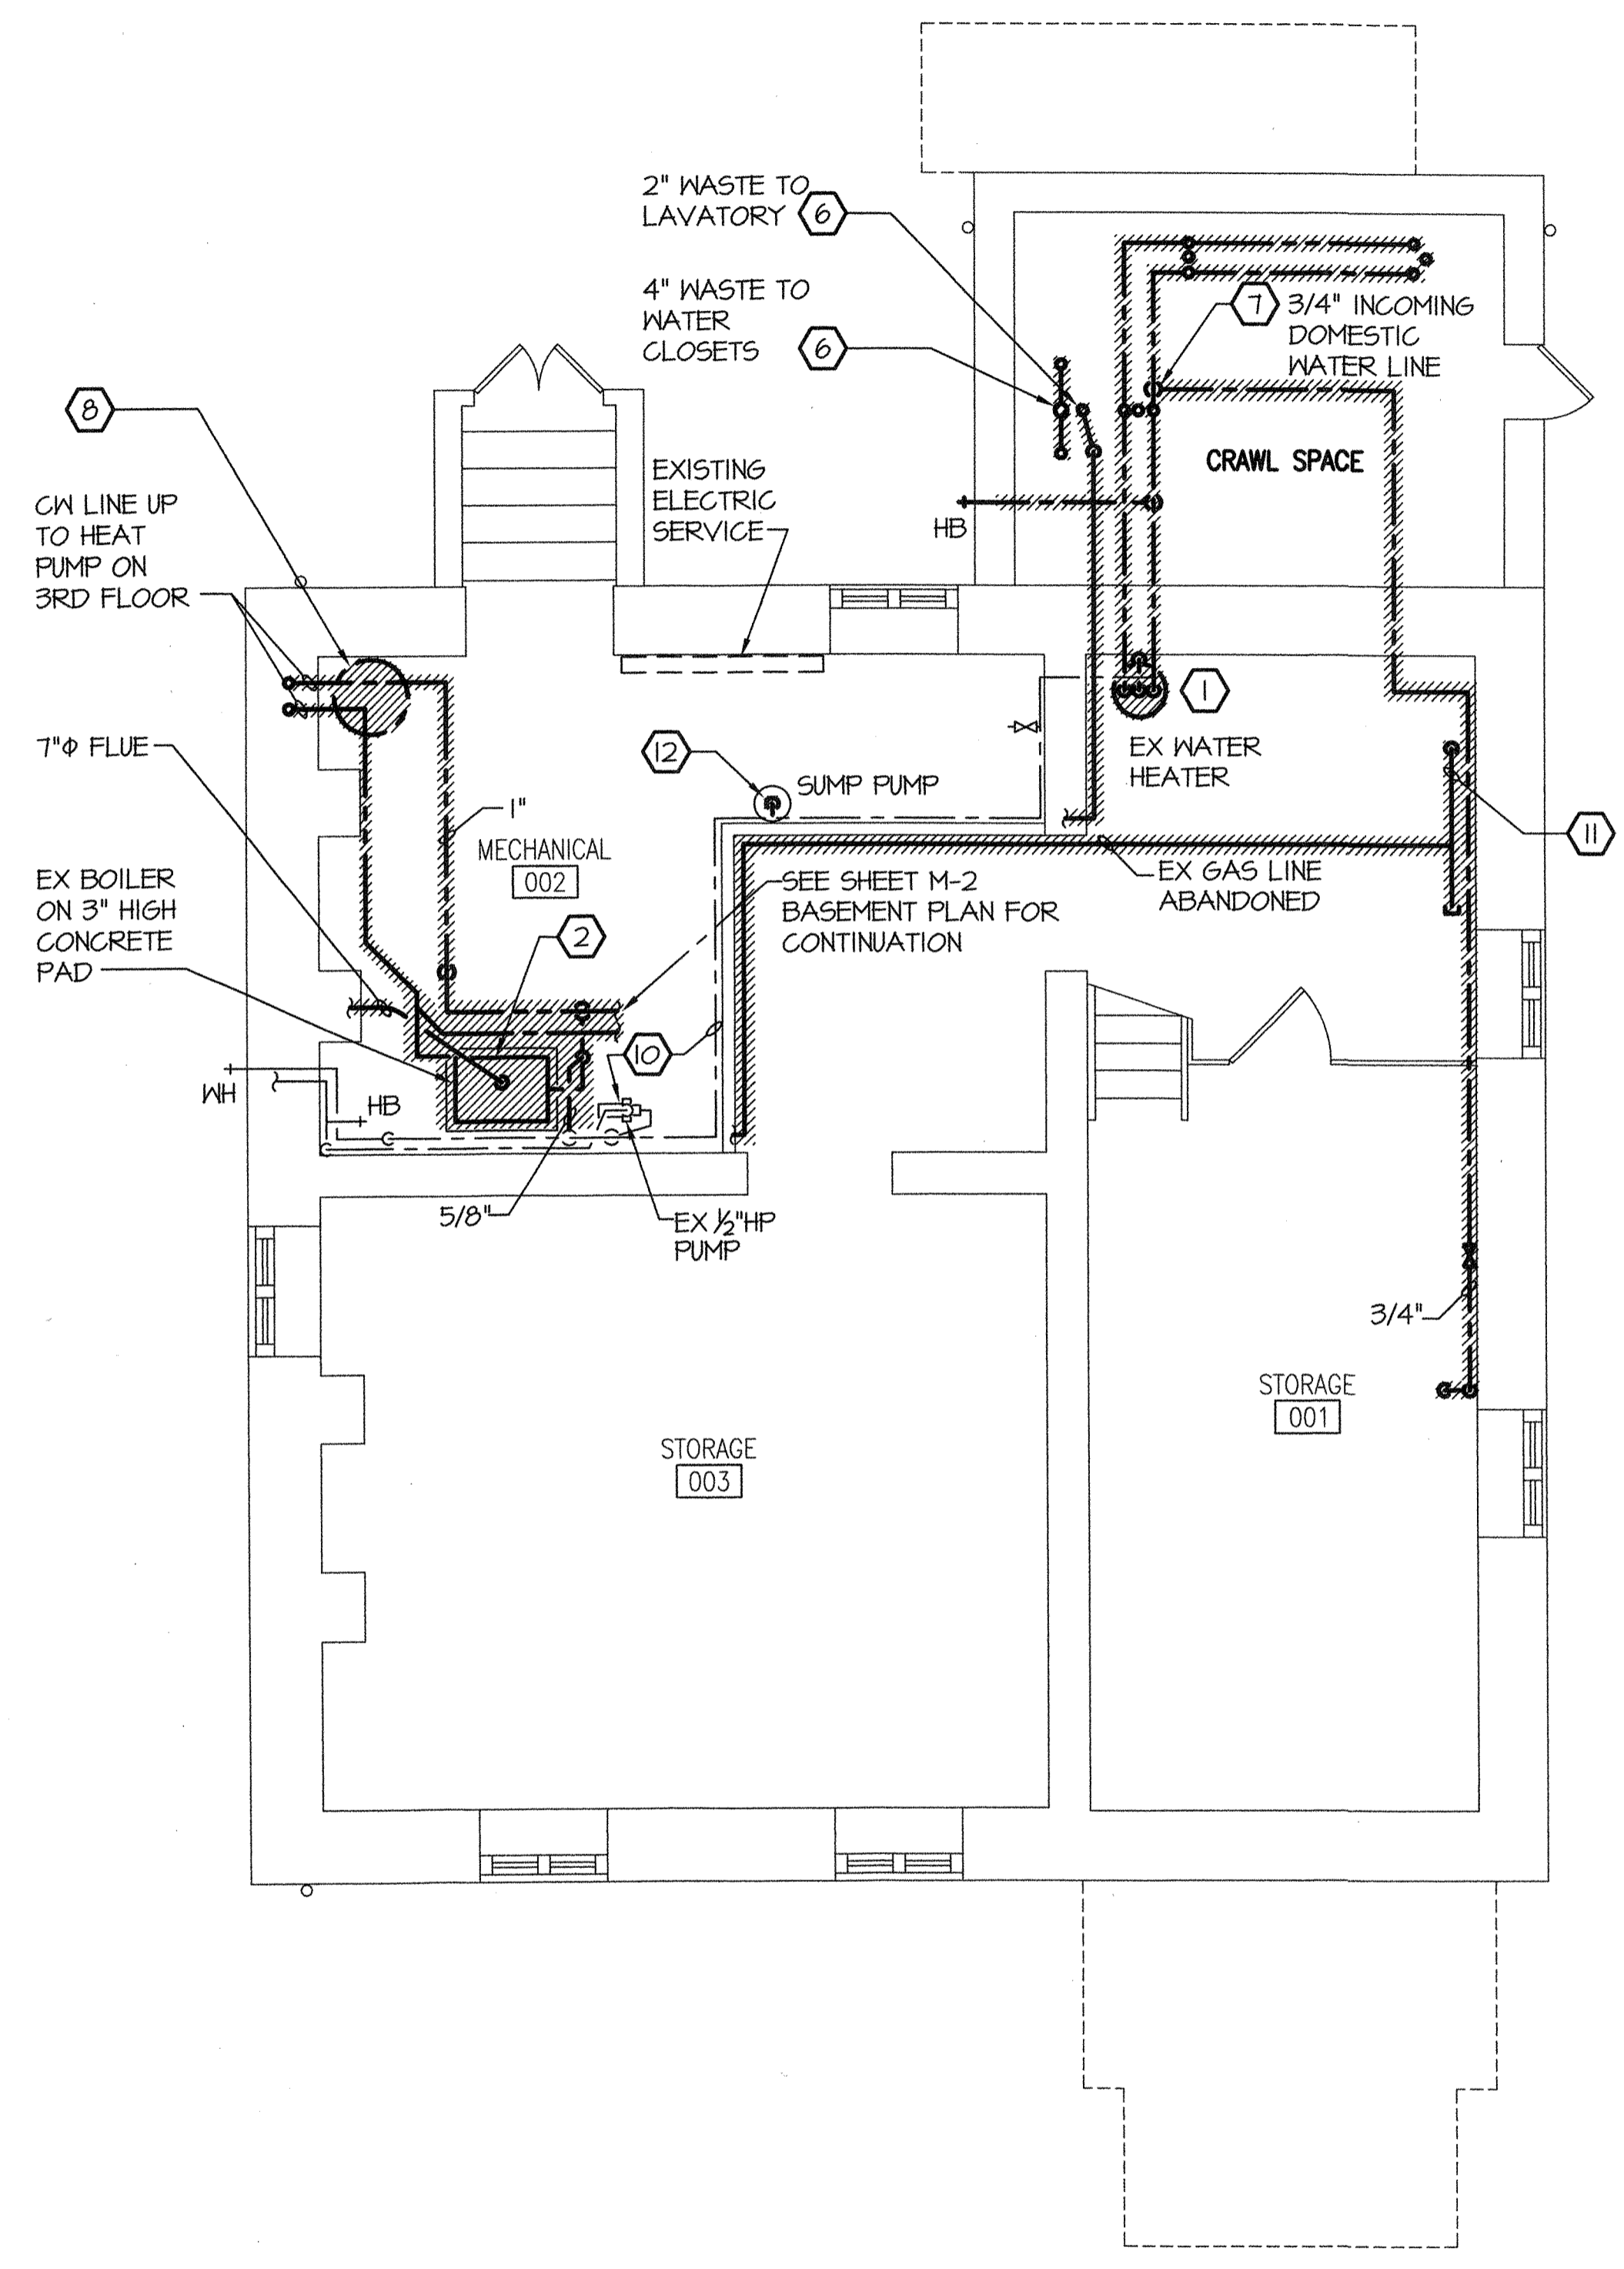 2" WASTE TO
LAVATORY
6
4" WASTE TO
WATER
CLOSETS
6
7
3/4" INCOMING
DOMESTIC
WATER LINE
8
CRAWL SPACE
EXISTING
ELECTRIC
SERVICE
HB
CW LINE UP
TO HEAT
PUMP ON
3RD FLOOR
1
EX WATER
HEATER
7"Φ FLUE
12
SUMP PUMP
1"
MECHANICAL
002
11
EX GAS LINE
ABANDONED
SEE SHEET M-2
BASEMENT PLAN FOR
CONTINUATION
EX BOILER
ON 3" HIGH
CONCRETE
PAD
2
10
WH
HB
5/8"
EX ½"HP
PUMP
3/4"
STORAGE
001
STORAGE
003